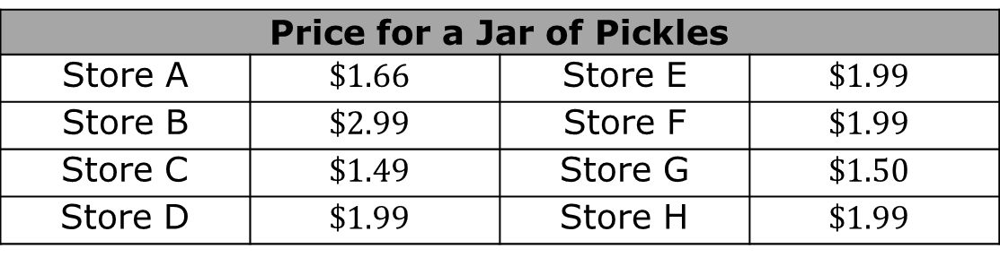 Price for a Jar of Pickles
Store A $1.66 Store E $1.99
Store B $2.99 Store F $1.99
Store C $1.49 Store G $1.50
Store D $1.99 Store H $1.99